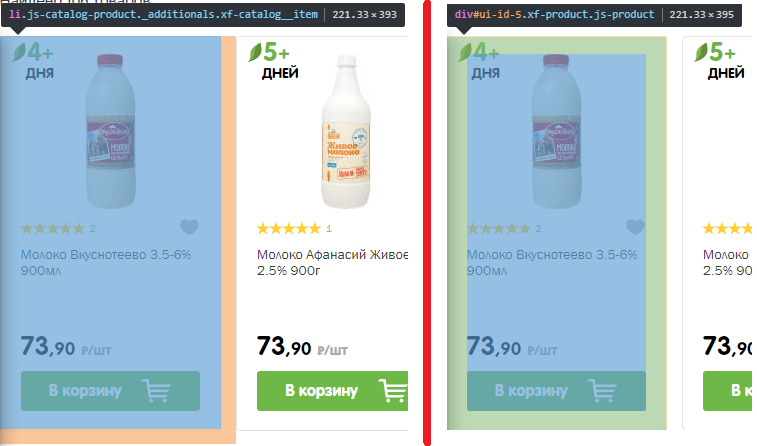 li.js-catalog-product._additionals.xf-catalog__item | 221.33 × 393
4+
ДНЯ
2
Молоко Вкуснотеево 3.5-6%
900мл
73,90 ₽/шт
В корзину
5+
ДНЕЙ
Живое
молоко
1
Молоко Афанасий Живое
2.5% 900г
73,90 ₽/шт
В корзину
div#ui-id-5.xf-product.js-product | 221.33 × 395
4+
ДНЯ
2
Молоко Вкуснотеево 3.5-6%
900мл
73,90 ₽/шт
В корзину
5+
ДНЕЙ
Молоко
2.5% 90
73,90
В